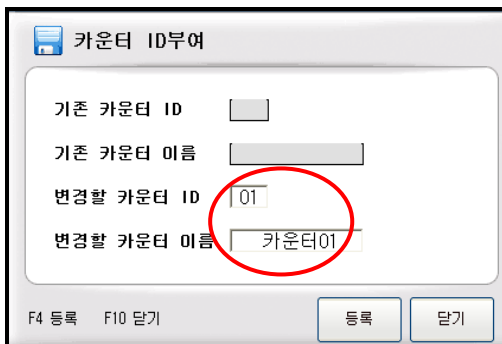 카운터 ID부여
기존 카운터 ID
기존 카운터 이름
변경할 카운터 ID 01
변경할 카운터 이름 카운터01
F4 등록 F10 닫기 등록 닫기